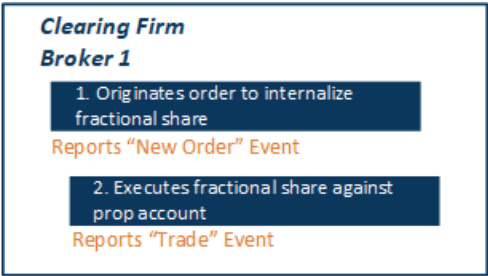 Clearing Firm
Broker 1
1. Originates order to internalize
fractional share
Reports “New Order” Event
2. Executes fractional share against
prop account
Reports “Trade” Event